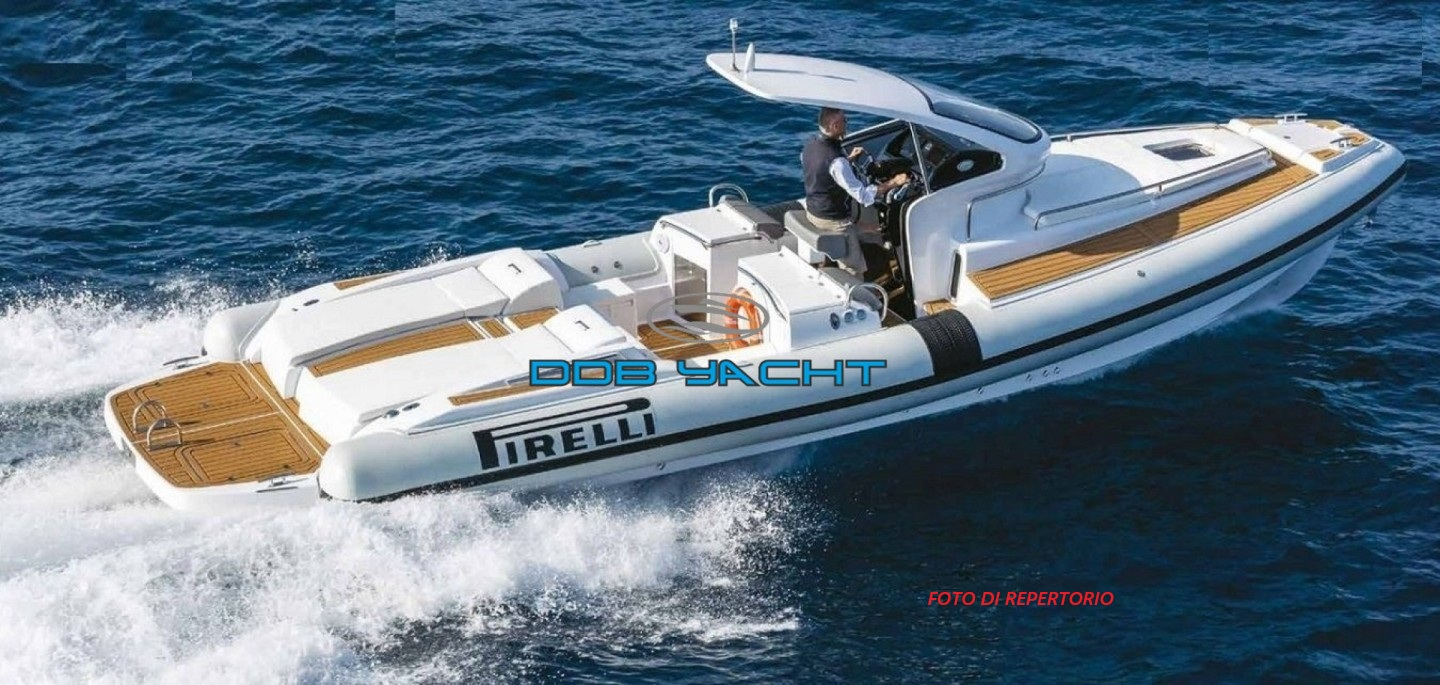 DDB YACHT
PIRELLI
FOTO DI REPERTORIO